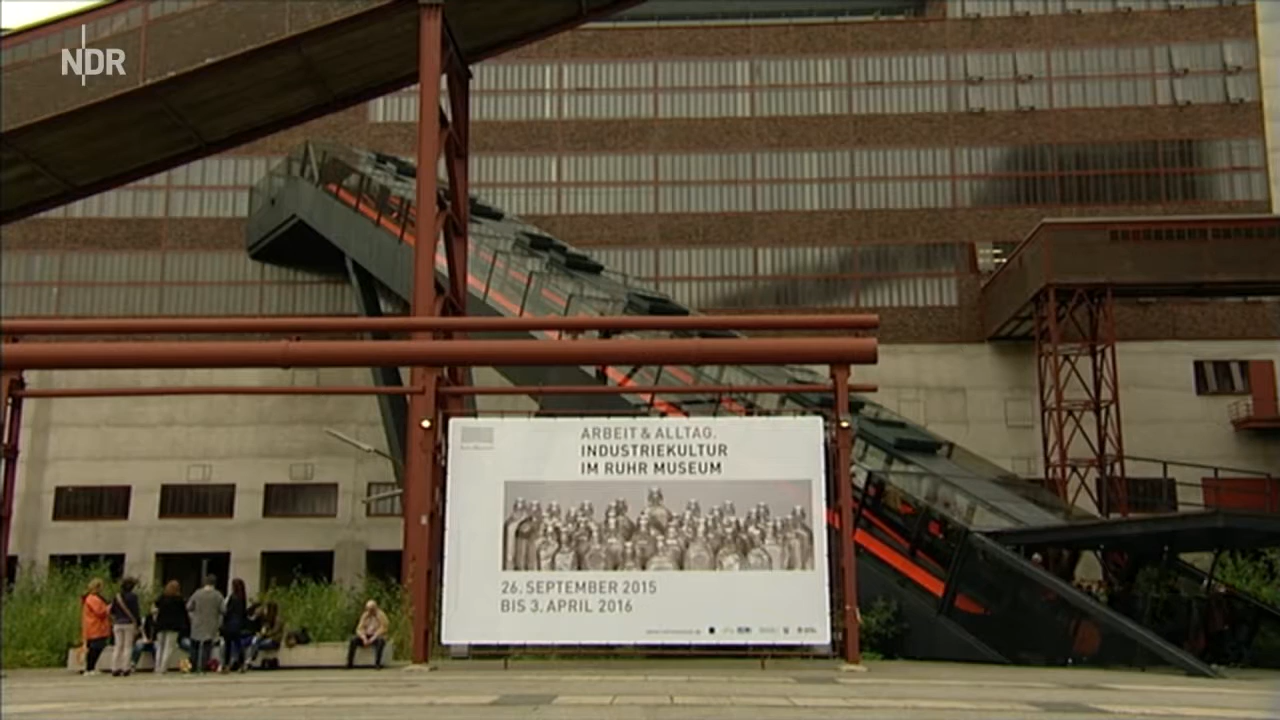 NDR
ARBEIT & ALLTAG.
INDUSTRIEKULTUR
IM RUHR MUSEUM
26. SEPTEMBER 2015
BIS 3. APRIL 2016